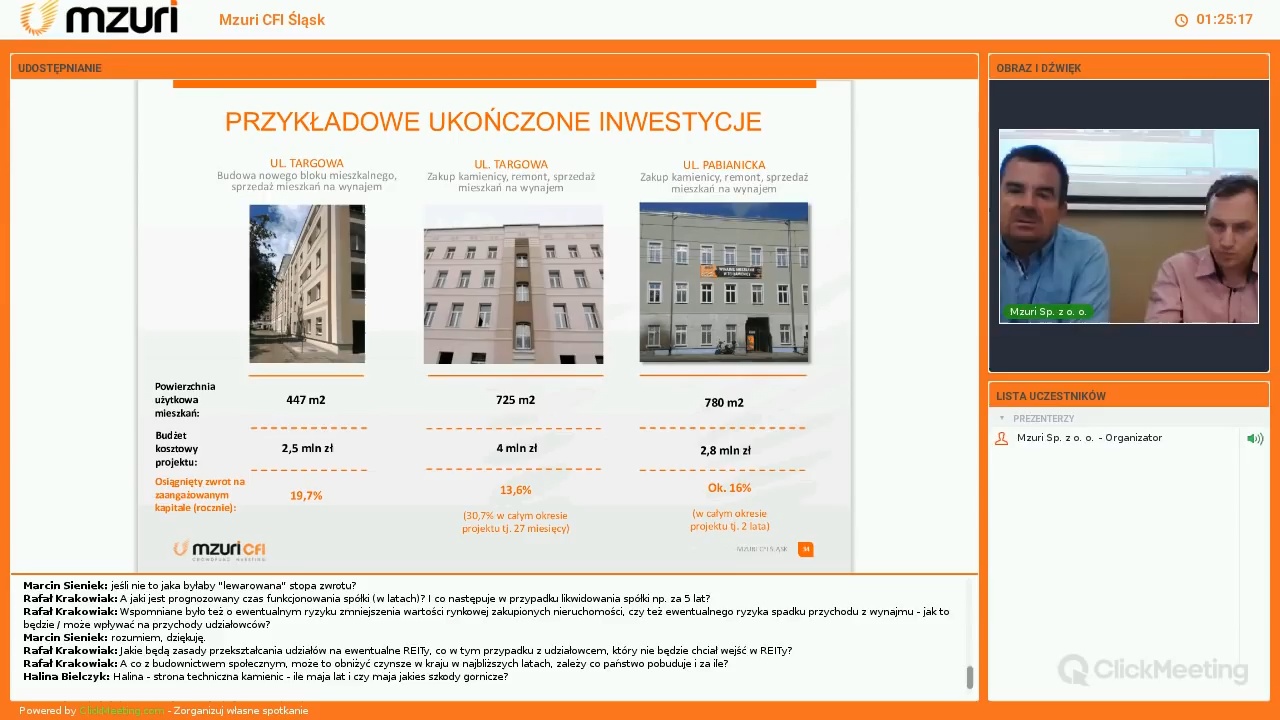 mzuri
Mzuri CFI Śląsk
01:25:17
UDOSTĘPNIANIE
PRZYKŁADOWE UKOŃCZONE INWESTYCJE
UL. TARGOWA
Budowa nowego bloku mieszkalnego,
sprzedaż mieszkań na wynajem
UL. TARGOWA
Zakup kamienicy, remont, sprzedaż
mieszkań na wynajem
UL. PABIANICKA
Zakup kamienicy, remont, sprzedaż
mieszkań na wynajem
Powierzchnia
użytkowa
mieszkań:
447 m2
725 m2
780 m2
Budżet
kosztowy
projektu:
2,5 mln zł
4 mln zł
2,8 mln zł
Osiągnięty zwrot na
zaangażowanym
kapitale (rocznie):
19,7%
13,6%
(30,7% w całym okresie
projektu tj. 27 miesięcy)
Ok. 16%
(w całym okresie
projektu tj. 2 lata)
mzuri CFI
CROWDFUND INVESTING
MZURI CFI ŚLĄSK
34
Marcin Sieniek: jeśli nie to jaka byłaby "lewarowana" stopa zwrotu?
Rafał Krakowiak: A jaki jest prognozowany czas funkcjonowania spółki (w latach)? I co następuje w przypadku likwidowania spółki np. za 5 lat?
Rafał Krakowiak: Wspomniane było też o ewentualnym ryzyku zmniejszenia wartości rynkowej zakupionych nieruchomości, czy też ewentualnego ryzyka spadku przychodu z wynajmu - jak to
będzie / może wpływać na przychody udziałowców?
Marcin Sieniek: rozumiem, dziękuję.
Rafał Krakowiak: Jakie będą zasady przekształcania udziałów na ewentualne REITy, co w tym przypadku z udziałowcem, który nie będzie chciał wejść w REITy?
Rafał Krakowiak: A co z budownictwem społecznym, może to obniżyć czynsze w kraju w najbliższych latach, zależy co państwo pobuduje i za ile?
Halina Bielczyk: Halina - strona techniczna kamienic - ile maja lat i czy maja jakies szkody gornicze?
Powered by ClickMeeting.com - Zorganizuj własne spotkanie
OBRAZ I DŹWIĘK
Mzuri Sp. z o. o.
LISTA UCZESTNIKÓW
PREZENTERZY
Mzuri Sp. z o. o. - Organizator
ClickMeeting